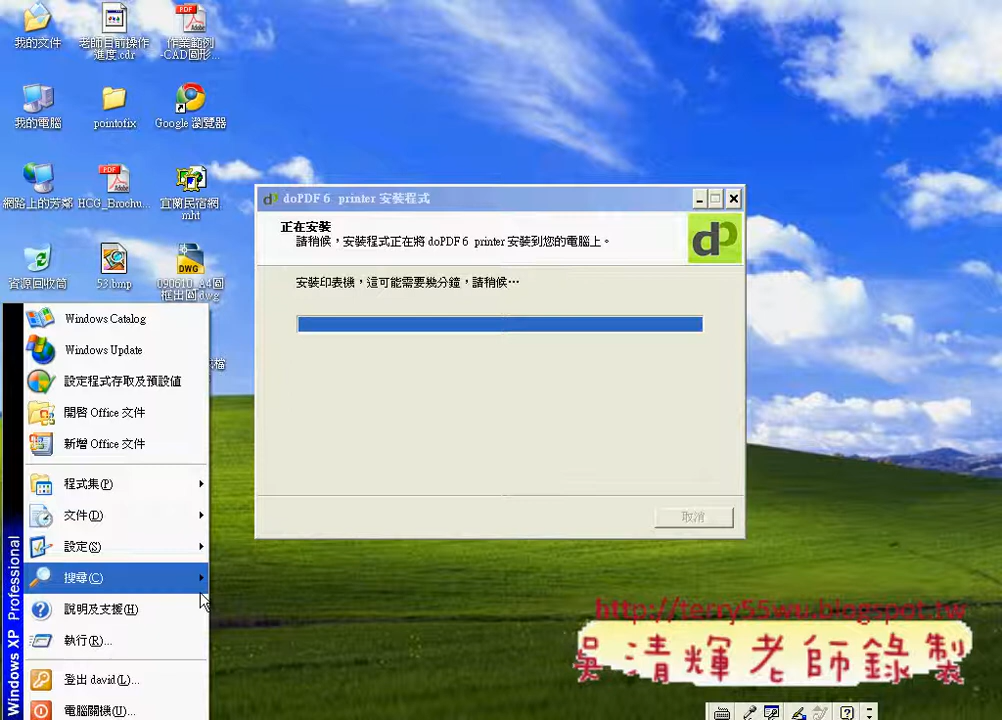 我的文件
老師目前操作
進度.cdr
作業範例
-CAD圖形...
我的電腦
pointofix
Google 瀏覽器
網路上的芳鄰
HCG_Brochu...
宜蘭民宿網.
mht
資源回收筒
53.bmp
090610_A4圖
框出圖.dwg
PDF
PDF
DWG
doPDF 6 printer 安裝程式
正在安裝
請稍候，安裝程式正在將 doPDF 6 printer 安裝到您的電腦上。
安裝印表機，這可能需要幾分鐘，請稍候…
取消
Windows Catalog
Windows Update
設定程式存取及預設值
開啓 Office 文件
新增 Office 文件
程式集(P)
文件(D)
設定(S)
搜尋(C)
說明及支援(H)
執行(R)...
登出 david(L)...
電腦關機(U)...
Windows XP Professional
http://terry55wu.blogspot.tw
吳清輝老師錄製